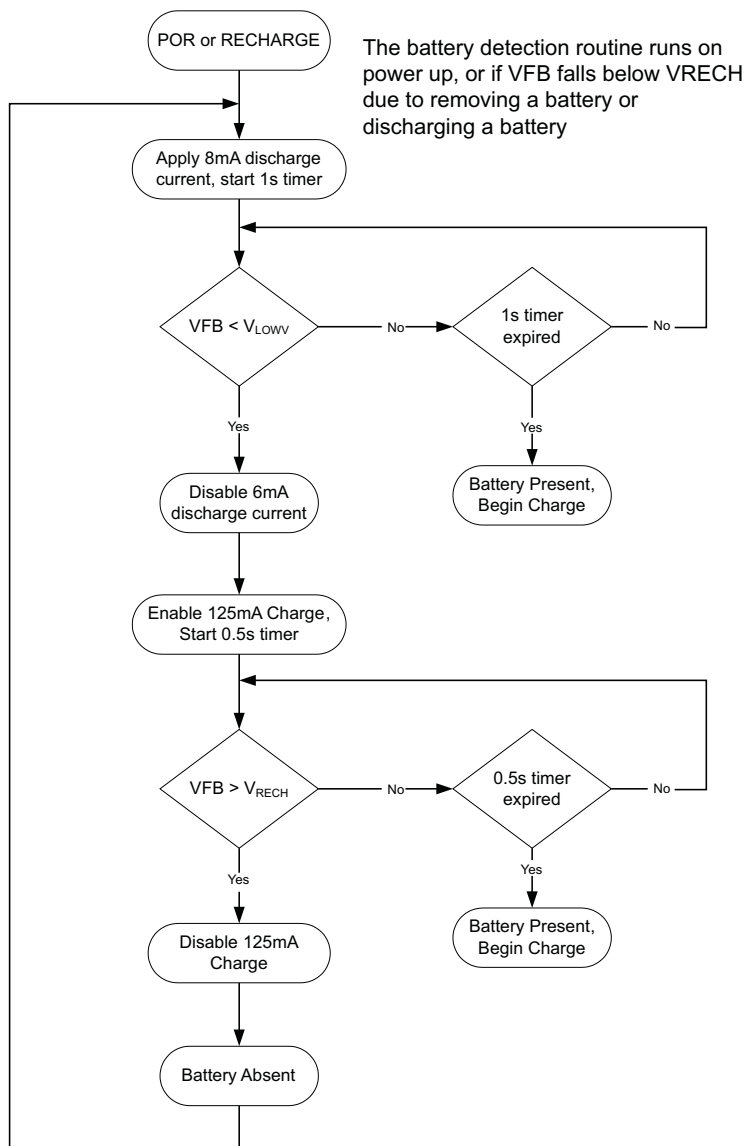 POR or RECHARGE
The battery detection routine runs on
power up, or if VFB falls below VRECH
due to removing a battery or
discharging a battery
Apply 8mA discharge
current, start 1s timer
VFB < VLOWV
No
1s timer
expired
No
Yes
Yes
Disable 6mA
discharge current
Battery Present,
Begin Charge
Enable 125mA Charge,
Start 0.5s timer
VFB > VRECH
No
0.5s timer
expired
No
Yes
Yes
Disable 125mA
Charge
Battery Present,
Begin Charge
Battery Absent